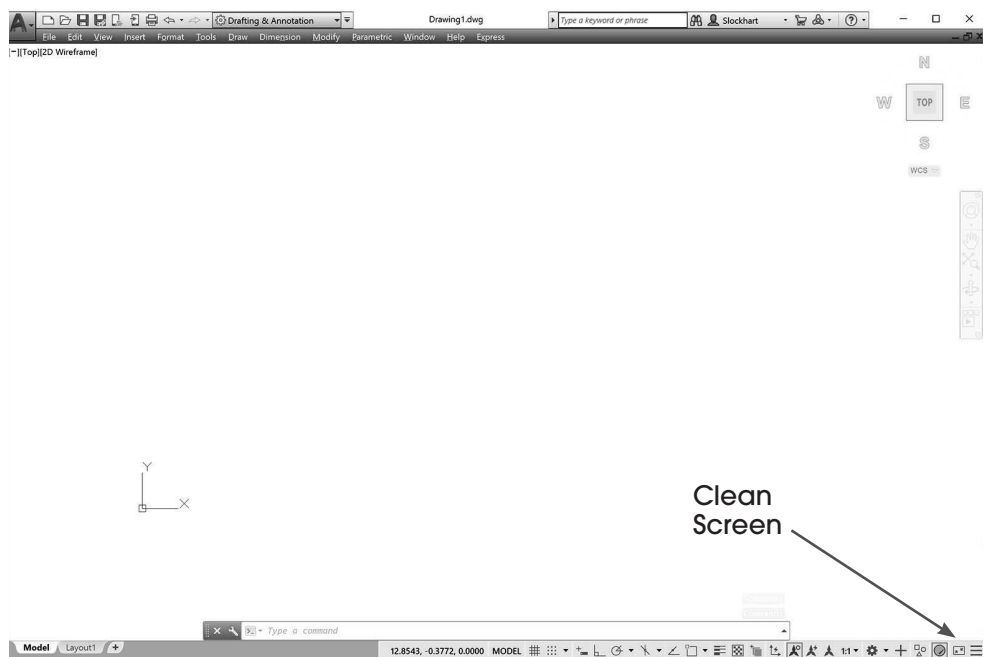 A Drafting & Annotation Drawing1.dwg Type a keyword or phrase Slockhart ?
File Edit View Insert Format Tools Draw Dimension Modify Parametric Window Help Express
[-][Top][2D Wireframe]
N
W TOP E
S
WCS
Y
X
Clean
Screen
Type a command
Model Layout1 + 12.8543, -0.3772, 0.0000 MODEL 1:1